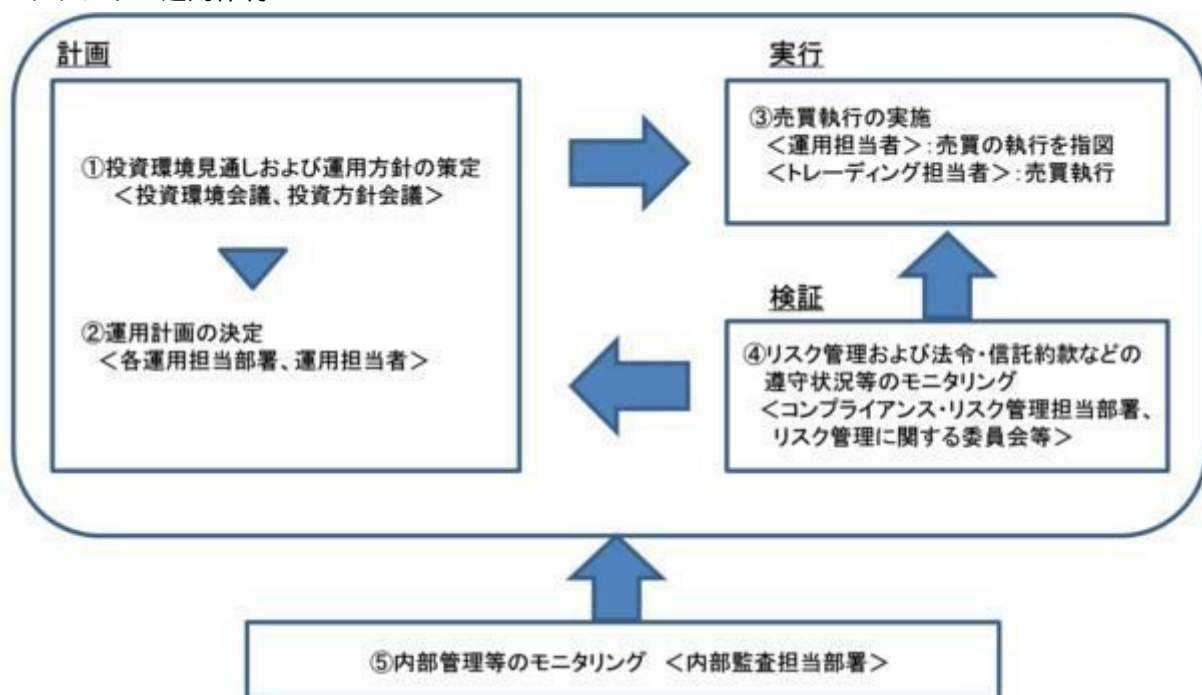 計画
①投資環境見通しおよび運用方針の策定
＜投資環境会議、投資方針会議＞
②運用計画の決定
＜各運用担当部署、運用担当者＞
実行
③売買執行の実施
＜運用担当者＞:売買の執行を指図
＜トレーディング担当者＞:売買執行
検証
④リスク管理および法令・信託約款などの
遵守状況等のモニタリング
＜コンプライアンス・リスク管理担当部署、
リスク管理に関する委員会等＞
⑤内部管理等のモニタリング ＜内部監査担当部署＞